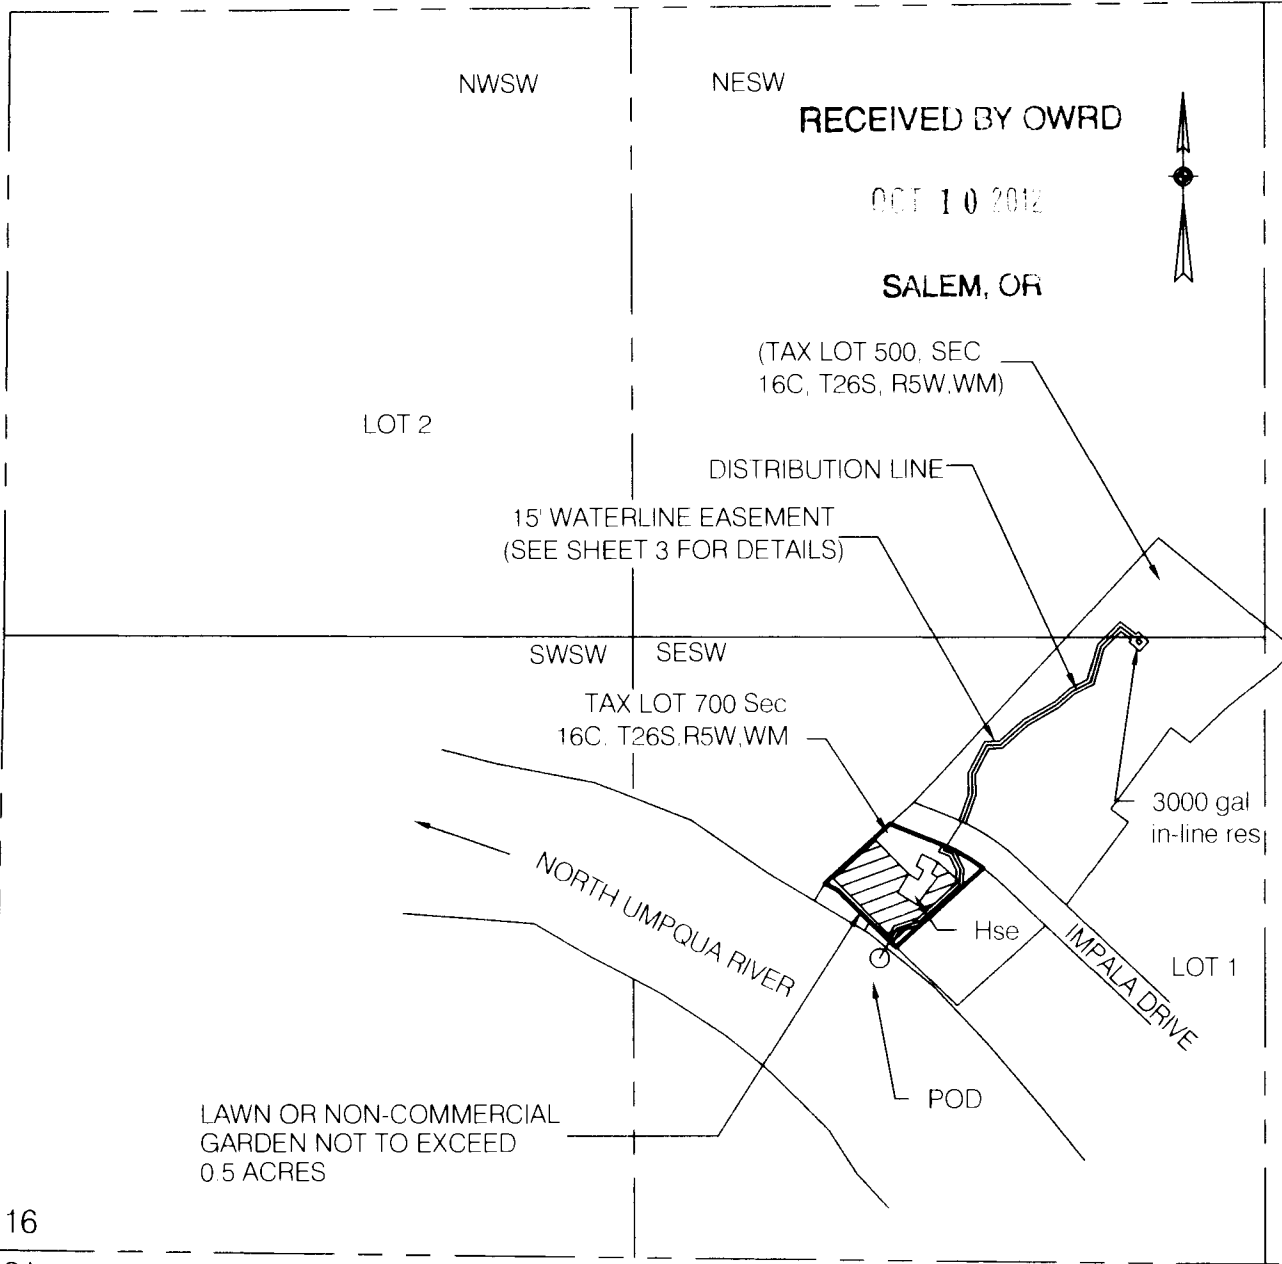 NWSW
NESW
RECEIVED BY OWRD
OCT 10 2012
SALEM, OR
(TAX LOT 500, SEC
16C, T26S, R5W,WM)
LOT 2
DISTRIBUTION LINE
15' WATERLINE EASEMENT
(SEE SHEET 3 FOR DETAILS)
SWSW
SESW
TAX LOT 700 Sec
16C, T26S,R5W,WM
3000 gal
in-line res
NORTH UMPQUA RIVER
Hse
IMPALA DRIVE
LOT 1
POD
LAWN OR NON-COMMERCIAL
GARDEN NOT TO EXCEED
0.5 ACRES
16